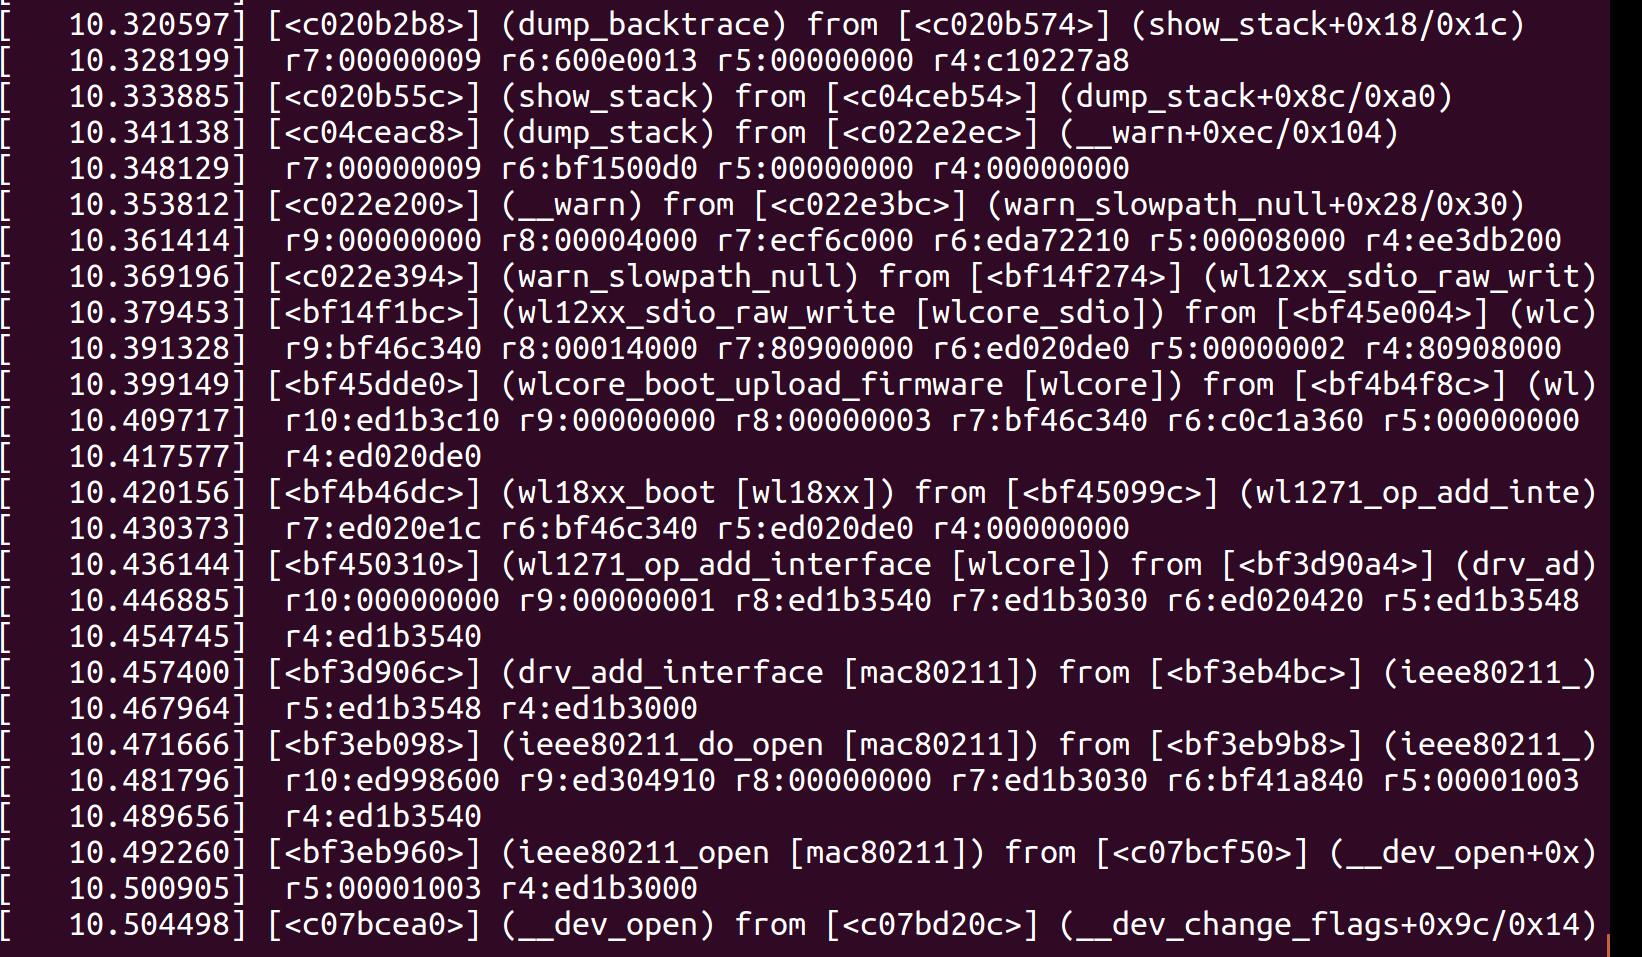 [   10.320597] [<c020b2b8>] (dump_backtrace) from [<c020b574>] (show_stack+0x18/0x1c)
[   10.328199]  r7:00000009 r6:600e0013 r5:00000000 r4:c10227a8
[   10.333885] [<c020b55c>] (show_stack) from [<c04ceb54>] (dump_stack+0x8c/0xa0)
[   10.341138] [<c04ceac8>] (dump_stack) from [<c022e2ec>] (__warn+0xec/0x104)
[   10.348129]  r7:00000009 r6:bf1500d0 r5:00000000 r4:00000000
[   10.353812] [<c022e200>] (__warn) from [<c022e3bc>] (warn_slowpath_null+0x28/0x30)
[   10.361414]  r9:00000000 r8:00004000 r7:ecf6c000 r6:eda72210 r5:00008000 r4:ee3db200
[   10.369196] [<c022e394>] (warn_slowpath_null) from [<bf14f274>] (wl12xx_sdio_raw_writ)
[   10.379453] [<bf14f1bc>] (wl12xx_sdio_raw_write [wlcore_sdio]) from [<bf45e004>] (wlc)
[   10.391328]  r9:bf46c340 r8:00014000 r7:80900000 r6:ed020de0 r5:00000002 r4:80908000
[   10.399149] [<bf45dde0>] (wlcore_boot_upload_firmware [wlcore]) from [<bf4b4f8c>] (wl)
[   10.409717]  r10:ed1b3c10 r9:00000000 r8:00000003 r7:bf46c340 r6:c0c1a360 r5:00000000
[   10.417577]  r4:ed020de0
[   10.420156] [<bf4b46dc>] (wl18xx_boot [wl18xx]) from [<bf45099c>] (wl1271_op_add_inte)
[   10.430373]  r7:ed020e1c r6:bf46c340 r5:ed020de0 r4:00000000
[   10.436144] [<bf450310>] (wl1271_op_add_interface [wlcore]) from [<bf3d90a4>] (drv_ad)
[   10.446885]  r10:00000000 r9:00000001 r8:ed1b3540 r7:ed1b3030 r6:ed020420 r5:ed1b3548
[   10.454745]  r4:ed1b3540
[   10.457400] [<bf3d906c>] (drv_add_interface [mac80211]) from [<bf3eb4bc>] (ieee80211_)
[   10.467964]  r5:ed1b3548 r4:ed1b3000
[   10.471666] [<bf3eb098>] (ieee80211_do_open [mac80211]) from [<bf3eb9b8>] (ieee80211_)
[   10.481796]  r10:ed998600 r9:ed304910 r8:00000000 r7:ed1b3030 r6:bf41a840 r5:00001003
[   10.489656]  r4:ed1b3540
[   10.492260] [<bf3eb960>] (ieee80211_open [mac80211]) from [<c07bcf50>] (__dev_open+0x)
[   10.500905]  r5:00001003 r4:ed1b3000
[   10.504498] [<c07bcea0>] (__dev_open) from [<c07bd20c>] (__dev_change_flags+0x9c/0x14)